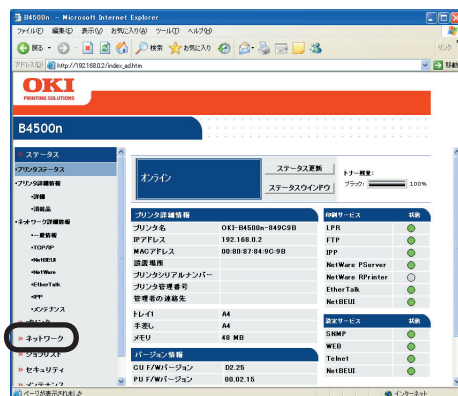 B4500n - Microsoft Internet Explorer
ファイル(F) 編集(E) 表示(V) お気に入り(A) ツール(T) ヘルプ(H)
戻る 検索 お気に入り
アドレス(D) http://192.168.0.2/index_ad.htm 移動
OKI
PRINTING SOLUTIONS
B4500n
ステータス
・プリンタステータス
・プリンタ詳細情報
・詳細
・消耗品
・ネットワーク詳細情報
・一般情報
・TCP/IP
・NetBEUI
・NetWare
・EtherTalk
・IPP
・メンテナンス
» ネットワーク
» ジョブリスト
» セキュリティ
» メンテナンス
オンライン
ステータス更新
ステータスウィンドウ
トナー残量:
ブラック: 100%
プリンタ詳細情報
プリンタ名 OKI-B4500n-849C9B
IPアドレス 192.168.0.2
MACアドレス 00:80:87:84:9C:9B
設置場所
プリンタシリアルナンバー
プリンタ管理番号
管理者の連絡先
トレイ1 A4
手差し A4
メモリ 48 MB
バージョン情報
CU F/Wバージョン D2.25
PU F/Wバージョン 00.02.15
印刷サービス 状態
LPR
FTP
IPP
NetWare PServer
NetWare RPrinter
EtherTalk
NetBEUI
設定サービス 状態
SNMP
WEB
Telnet
NetBEUI
ページが表示されました
インターネット